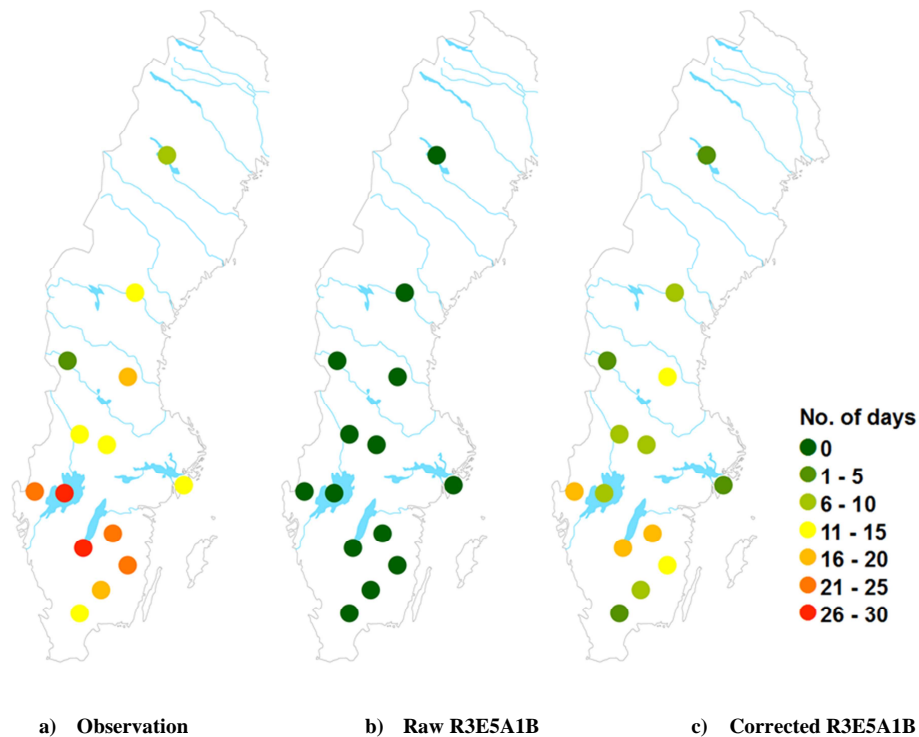 No. of days
0
1 - 5
6 - 10
11 - 15
16 - 20
21 - 25
26 - 30
a) Observation
b) Raw R3E5A1B
c) Corrected R3E5A1B